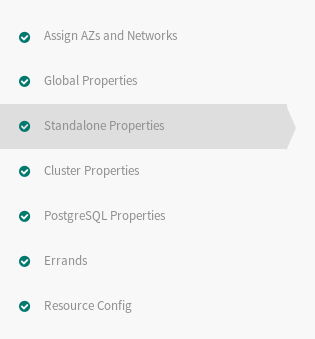 Assign AZs and Networks
Global Properties
Standalone Properties
Cluster Properties
PostgreSQL Properties
Errands
Resource Config